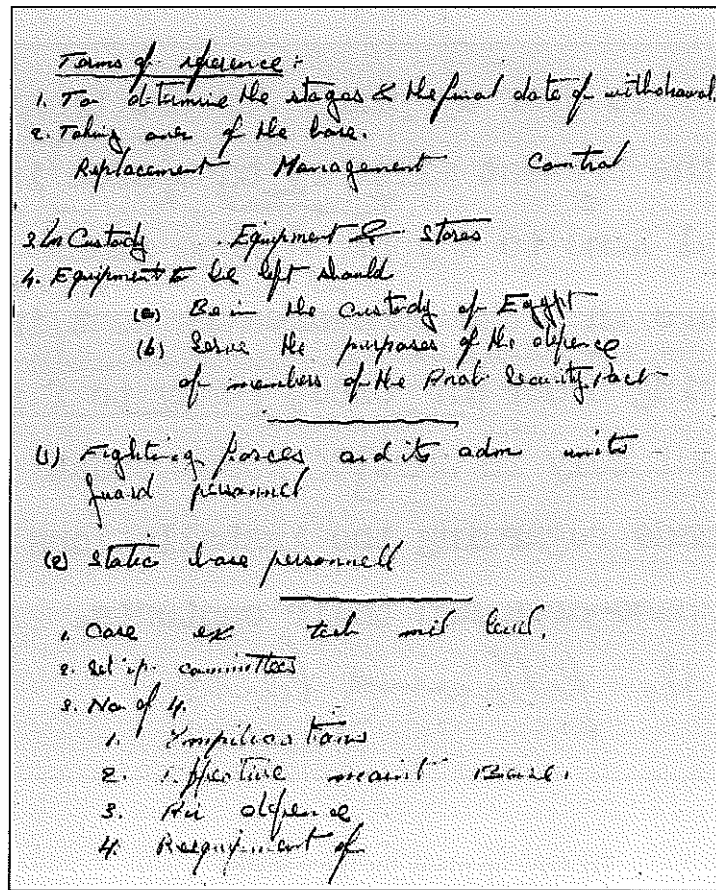 Terms of reference :-
1. To determine the stages & the final date of withdrawal.
2. Taking over of the base.
Replacement Management Control
3. In Custody . Equipment & Stores
4. Equipment to be left should
(a) Be in the custody of Egypt
(b) Serve the purposes of the defence
of members of the Arab Security Pact
(1) Fighting forces and its adm units
guard personnel
(2) Static base personnell
1. Case ex tech level.
2. Set up committees
3. No of 4.
1. Implications
2. Effective maint Base.
3. Air defence
4. Reequipment of